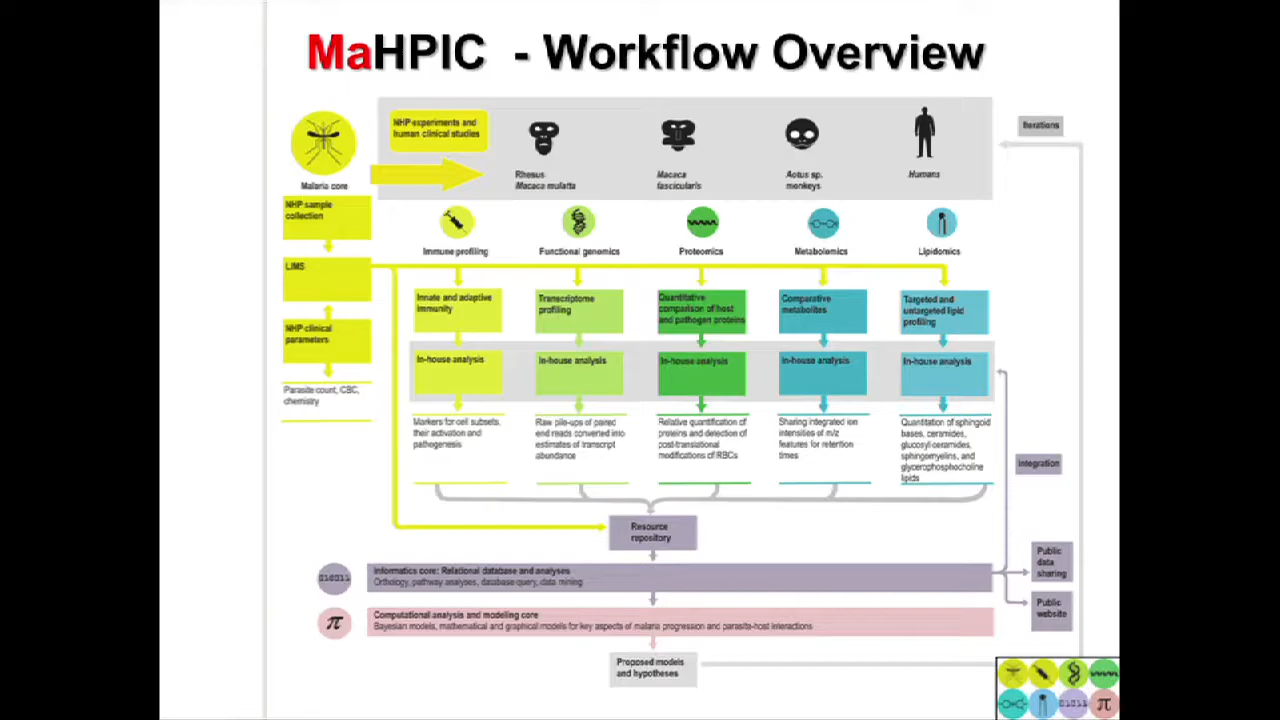 MaHPIC - Workflow Overview
NHP experiments and
human clinical studies
Iterations
Malaria core
Rhesus
Macaca mulatta
Macaca
fascicularis
Aotus sp.
monkeys
Humans
NHP sample
collection
Immune profiling
Functional genomics
Proteomics
Metabolomics
Lipidomics
LIMS
Innate and adaptive
immunity
Transcriptome
profiling
Quantitative
comparison of host
and pathogen proteins
Comparative
metabolites
Targeted and
untargeted lipid
profiling
NHP clinical
parameters
In-house analysis
In-house analysis
In-house analysis
In-house analysis
In-house analysis
Parasite count, CBC,
chemistry
Markers for cell subsets,
their activation and
pathogenesis
Raw pile-ups of paired
end reads converted into
estimates of transcript
abundance
Relative quantification of
proteins and detection of
post-translational
modifications of RBCs
Sharing integrated ion
intensities of m/z
features for retention
times
Quantitation of sphingoid
bases, ceramides,
glucosyl-ceramides,
sphingomyelins, and
glycerophosphocholine
lipids
Integration
Resource
repository
Public
data
sharing
010011
Informatics core: Relational database and analyses
Orthology, pathway analyses, database query, data mining
Public
website
π
Computational analysis and modeling core
Bayesian models, mathematical and graphical models for key aspects of malaria progression and parasite-host interactions
Proposed models
and hypotheses
01011
π